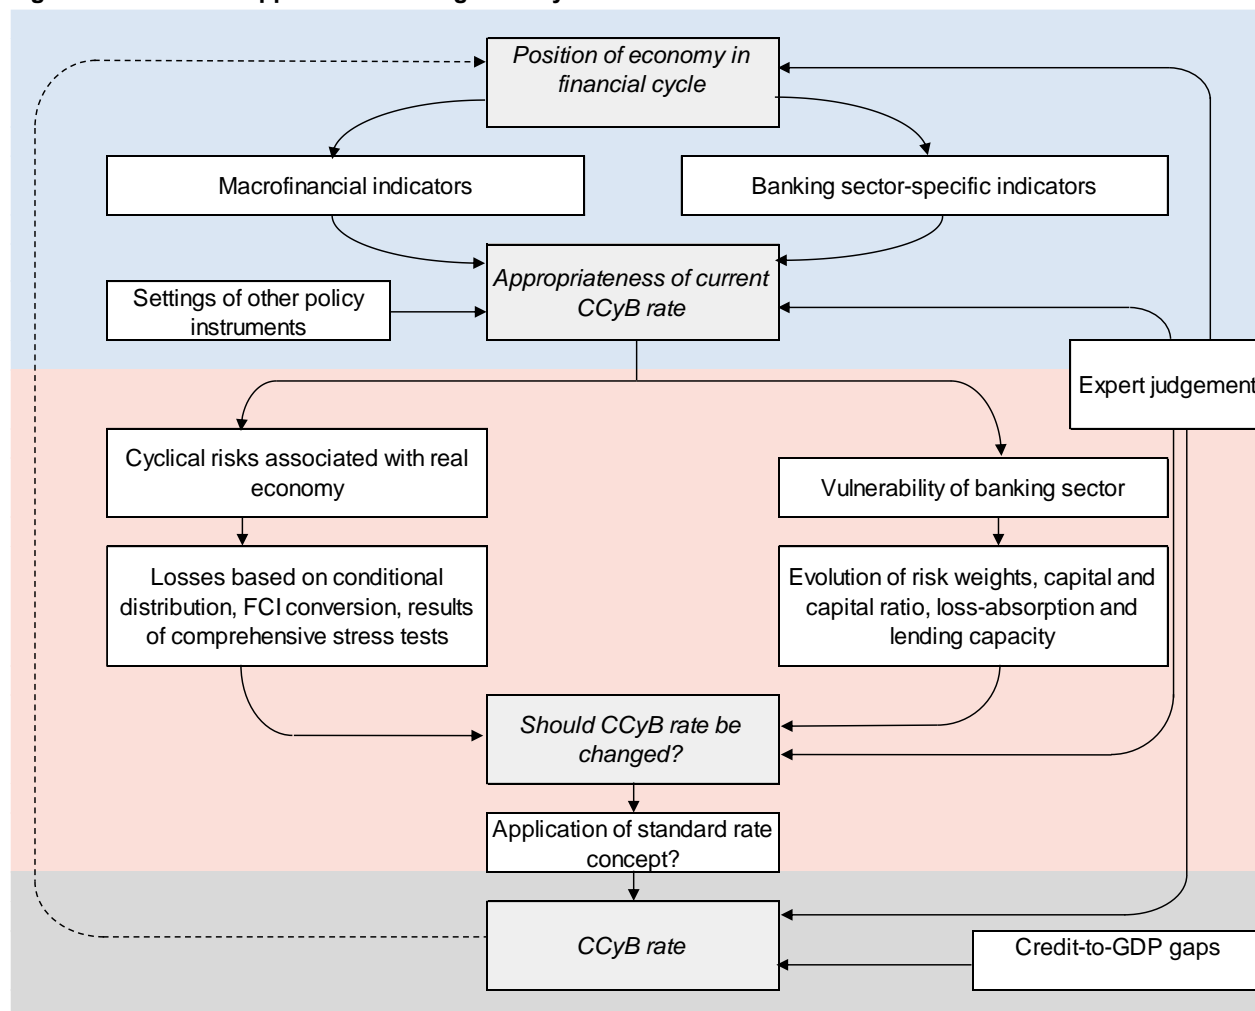 Position of economy in
financial cycle
Macrofinancial indicators
Banking sector-specific indicators
Appropriateness of current
CCyB rate
Settings of other policy
instruments
Expert judgement
Cyclical risks associated with real
economy
Vulnerability of banking sector
Losses based on conditional
distribution, FCI conversion, results
of comprehensive stress tests
Evolution of risk weights, capital and
capital ratio, loss-absorption and
lending capacity
Should CCyB rate be
changed?
Application of standard rate
concept?
CCyB rate
Credit-to-GDP gaps